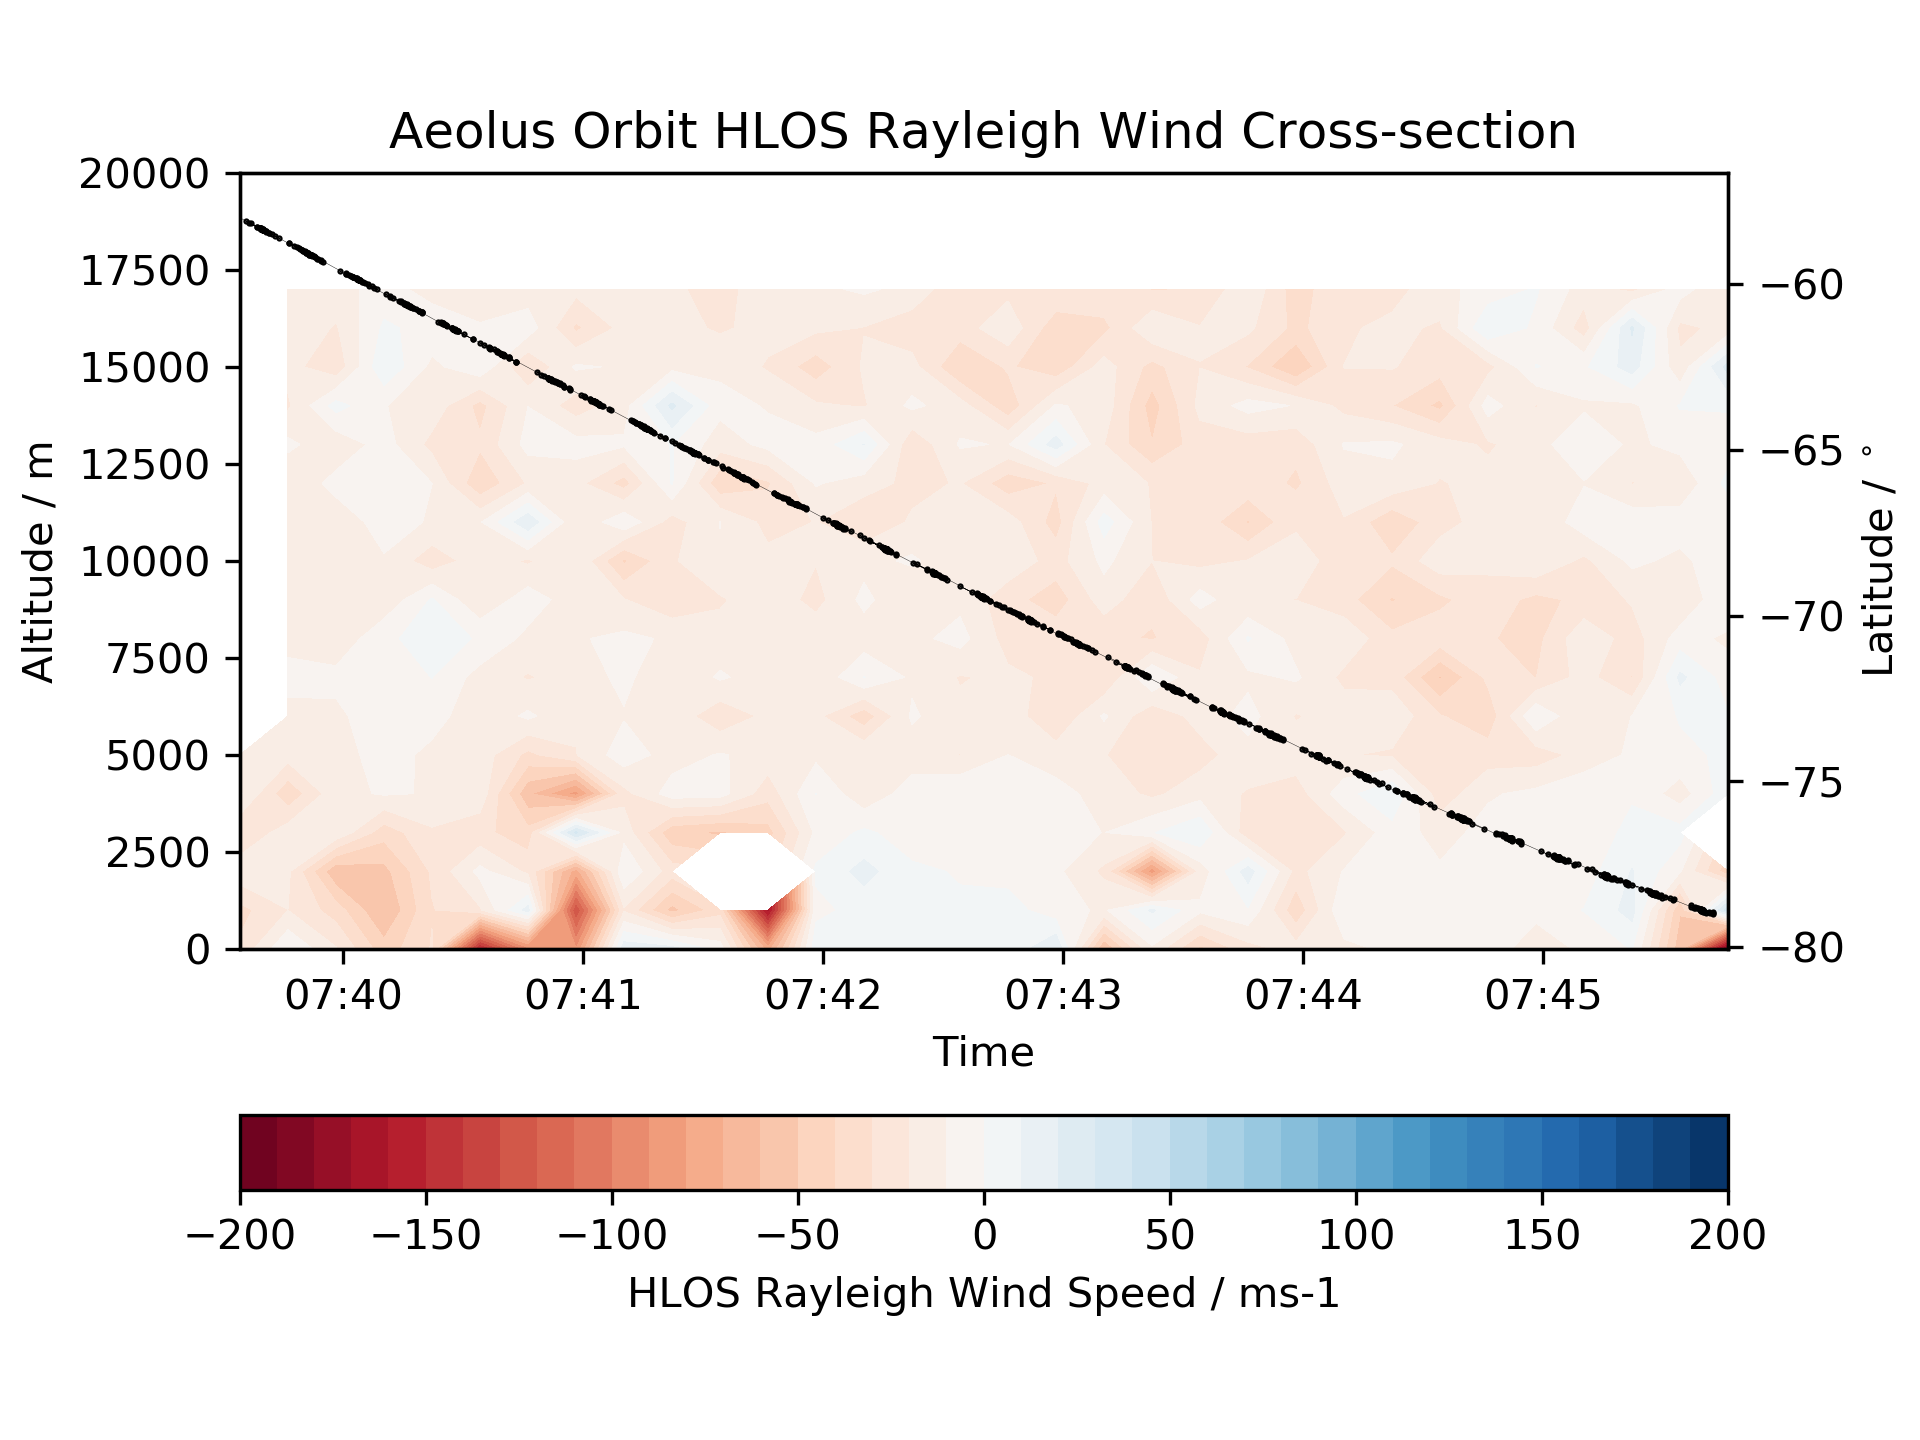 Aeolus Orbit HLOS Rayleigh Wind Cross-section
20000
17500
15000
12500
10000
7500
5000
2500
0
Altitude / m
−60
−65
−70
−75
−80
Latitude / °
07:40 07:41 07:42 07:43 07:44 07:45
Time
−200 −150 −100 −50 0 50 100 150 200
HLOS Rayleigh Wind Speed / ms-1